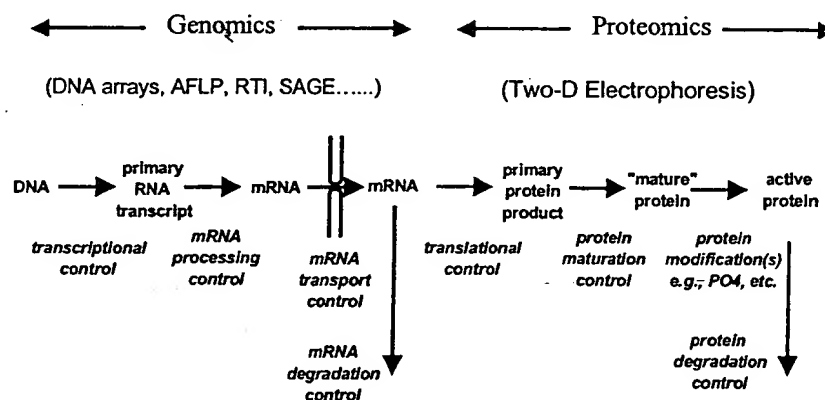 Genomics
Proteomics
(DNA arrays, AFLP, RTI, SAGE......)
(Two-D Electrophoresis)
DNA
primary
RNA
transcript
mRNA
mRNA
primary
protein
product
"mature"
protein
active
protein
transcriptional
control
mRNA
processing
control
mRNA
transport
control
translational
control
protein
maturation
control
protein
modification(s)
e.g., PO4, etc.
mRNA
degradation
control
protein
degradation
control